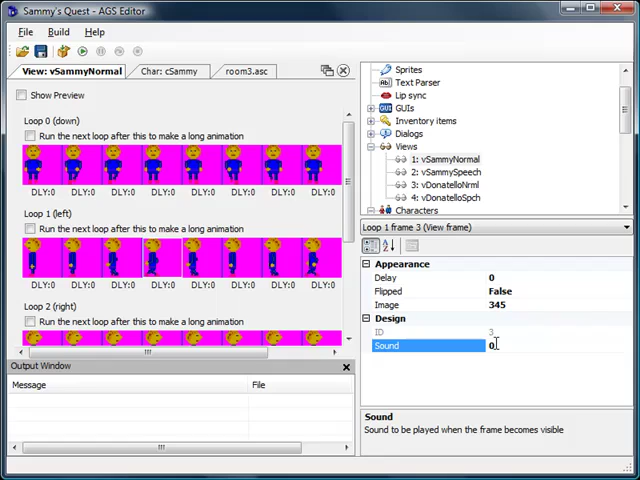 Sammy's Quest - AGS Editor
File Build Help
View: vSammyNormal Char: cSammy room3.asc
Show Preview
Loop 0 (down)
Run the next loop after this to make a long animation
DLY:0 DLY:0 DLY:0 DLY:0 DLY:0 DLY:0 DLY:0 DLY:0
Loop 1 (left)
Run the next loop after this to make a long animation
DLY:0 DLY:0 DLY:0 DLY:0 DLY:0 DLY:0 DLY:0 DLY:0
Loop 2 (right)
Run the next loop after this to make a long animation
Output Window
Message File
Sprites
Text Parser
Lip sync
GUIs
Inventory items
Dialogs
Views
1: vSammyNormal
2: vSammySpeech
3: vDonatelloNrml
4: vDonatelloSpch
Characters
Loop 1 frame 3 (View frame)
Appearance
Delay 0
Flipped False
Image 345
Design
ID 3
Sound 0
Sound
Sound to be played when the frame becomes visible